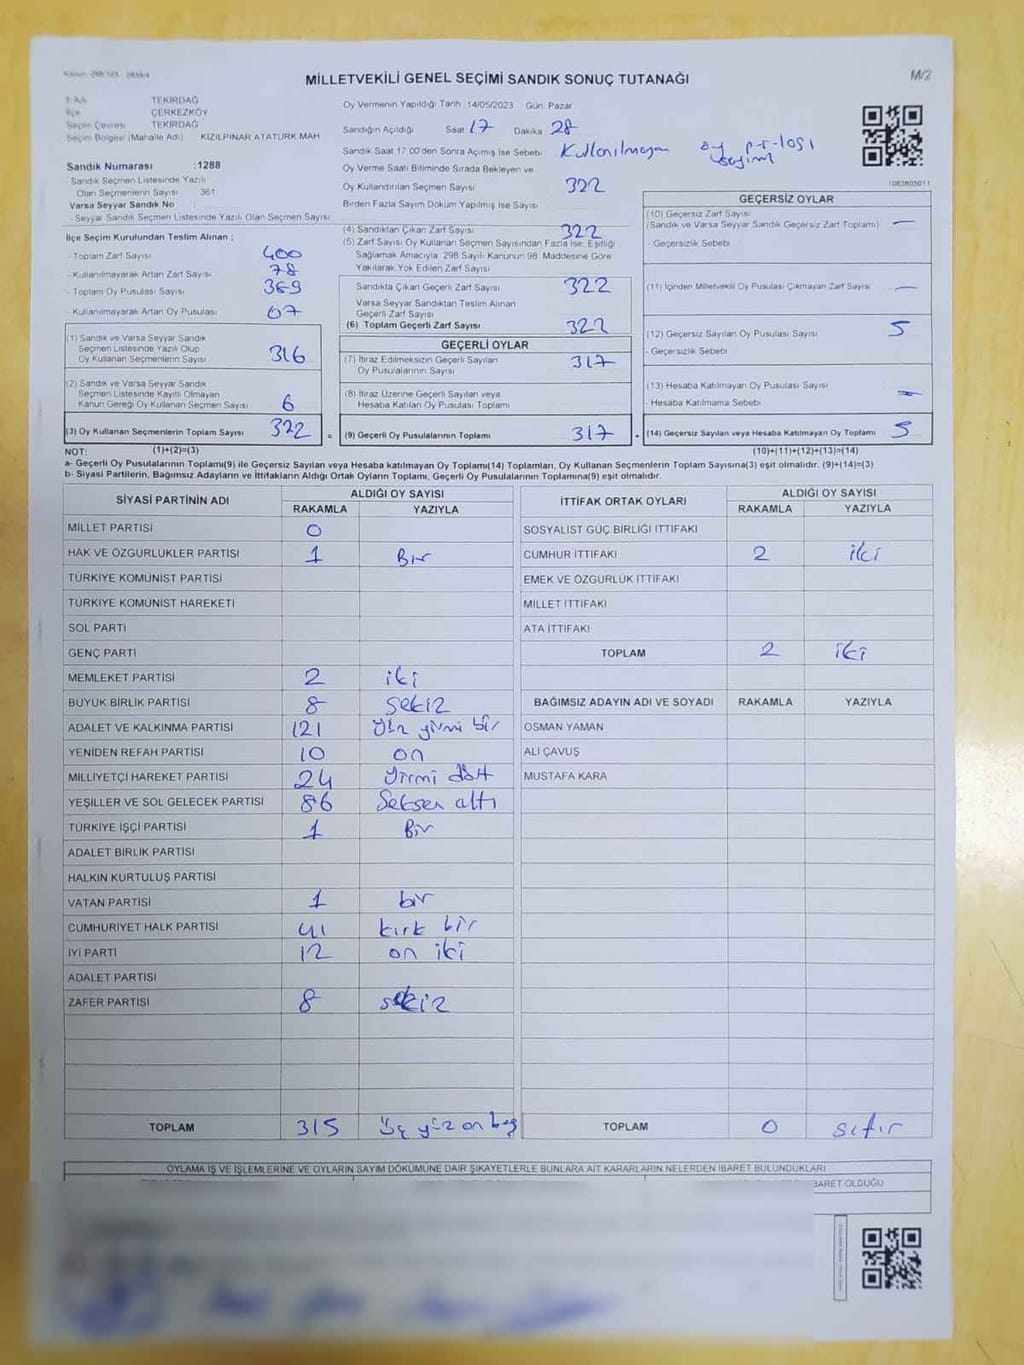 MİLLETVEKİLİ GENEL SEÇİMİ SANDIK SONUÇ TUTANAĞI
M/2
TEKİRDAĞ
ÇERKEZKÖY
TEKİRDAĞ
Seçim Bölgesi (Mahalle Adı) KIZILPINAR ATATÜRK MAH
Sandık Numarası :1288
Sandık Seçmen Listesinde Yazılı
Olan Seçmenlerin Sayısı 361
Varsa Seyyar Sandık No :
- Seyyar Sandık Seçmen Listesinde Yazılı Olan Seçmen Sayısı:
Oy Vermenin Yapıldığı Tarih 14/05/2023 Gün: Pazar
Sandığın Açıldığı Saat 17 Dakika 28
Sandık Saat 17:00'den Sonra Açılmış İse Sebebi: Kullanılmayan oy sayımı
Oy Verme Saati Bitiminde Sırada Bekleyen ve
Oy Kullandırılan Seçmen Sayısı 322
Birden Fazla Sayım Döküm Yapılmış İse Sayısı:
1083805011
İlçe Seçim Kurulundan Teslim Alınan ;
- Toplam Zarf Sayısı 400
- Kullanılmayarak Artan Zarf Sayısı 78
- Toplam Oy Pusulası Sayısı 369
- Kullanılmayarak Artan Oy Pusulası 67
(1) Sandık ve Varsa Seyyar Sandık
Seçmen Listesinde Yazılı Olup
Oy Kullanan Seçmenlerin Sayısı 316
(2) Sandık ve Varsa Seyyar Sandık
Seçmen Listesinde Kayıtlı Olmayan
Kanun Gereği Oy Kullanan Seçmen Sayısı 6
(3) Oy Kullanan Seçmenlerin Toplam Sayısı 322 =
(4) Sandıktan Çıkan Zarf Sayısı 322
(5) Zarf Sayısı Oy Kullanan Seçmen Sayısından Fazla İse, Eşitliği
Sağlamak Amacıyla 298 Sayılı Kanunun 98. Maddesine Göre
Yakılarak Yok Edilen Zarf Sayısı
Sandıkta Çıkan Geçerli Zarf Sayısı 322
Varsa Seyyar Sandıktan Teslim Alınan
Geçerli Zarf Sayısı
(6) Toplam Geçerli Zarf Sayısı 322
GEÇERLİ OYLAR
(7) İtiraz Edilmeksizin Geçerli Sayılan
Oy Pusulalarının Sayısı 317
(8) İtiraz Üzerine Geçerli Sayılan veya
Hesaba Katılan Oy Pusulası Toplamı
(9) Geçerli Oy Pusulalarının Toplamı 317
GEÇERSİZ OYLAR
(10) Geçersiz Zarf Sayısı
(Sandık ve Varsa Seyyar Sandık Geçersiz Zarf Toplamı) —
- Geçersizlik Sebebi
(11) İçinden Milletvekili Oy Pusulası Çıkmayan Zarf Sayısı —
(12) Geçersiz Sayılan Oy Pusulası Sayısı 5
- Geçersizlik Sebebi
(13) Hesaba Katılmayan Oy Pusulası Sayısı
- Hesaba Katılmama Sebebi —
(14) Geçersiz Sayılan veya Hesaba Katılmayan Oy Toplamı 5
NOT: (1)+(2)=(3) (10)+(11)+(12)+(13)=(14)
a- Geçerli Oy Pusulalarının Toplamı(9) ile Geçersiz Sayılan veya Hesaba katılmayan Oy Toplamı(14) Toplamları, Oy Kullanan Seçmenlerin Toplam Sayısına(3) eşit olmalıdır. (9)+(14)=(3)
b- Siyasi Partilerin, Bağımsız Adayların ve İttifakların Aldığı Ortak Oyların Toplamı, Geçerli Oy Pusulalarının Toplamına(9) eşit olmalıdır.
SİYASİ PARTİNİN ADI ALDIĞI OY SAYISI
RAKAMLA YAZIYLA
MİLLET PARTİSİ 0
HAK VE ÖZGÜRLÜKLER PARTİSİ 1 Bir
TÜRKİYE KOMÜNİST PARTİSİ
TÜRKİYE KOMÜNİST HAREKETİ
SOL PARTİ
GENÇ PARTİ
MEMLEKET PARTİSİ 2 iki
BÜYÜK BİRLİK PARTİSİ 8 sekiz
ADALET VE KALKINMA PARTİSİ 121 Yüz yirmi bir
YENİDEN REFAH PARTİSİ 10 on
MİLLİYETÇİ HAREKET PARTİSİ 24 Yirmi dört
YEŞİLLER VE SOL GELECEK PARTİSİ 86 Seksen altı
TÜRKİYE İŞÇİ PARTİSİ 1 Bir
ADALET BİRLİK PARTİSİ
HALKIN KURTULUŞ PARTİSİ
VATAN PARTİSİ 1 bir
CUMHURİYET HALK PARTİSİ 41 kırk bir
İYİ PARTİ 12 on iki
ADALET PARTİSİ
ZAFER PARTİSİ 8 sekiz
TOPLAM 315 Üç yüz on beş
İTTİFAK ORTAK OYLARI ALDIĞI OY SAYISI
RAKAMLA YAZIYLA
SOSYALİST GÜÇ BİRLİĞİ İTTİFAKI
CUMHUR İTTİFAKI 2 iki
EMEK VE ÖZGÜRLÜK İTTİFAKI
MİLLET İTTİFAKI
ATA İTTİFAKI
TOPLAM 2 iki
BAĞIMSIZ ADAYIN ADI VE SOYADI RAKAMLA YAZIYLA
OSMAN YAMAN
ALİ ÇAVUŞ
MUSTAFA KARA
TOPLAM 0 sıfır
OYLAMA İŞ VE İŞLEMLERİNE VE OYLARIN SAYIM DÖKÜMÜNE DAİR ŞİKAYETLERLE BUNLARA AİT KARARLARIN NELERDEN İBARET BULUNDUKLARI
BARET OLDUĞU